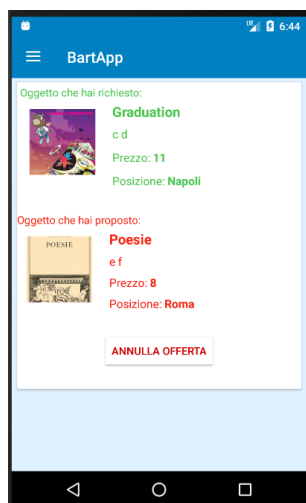 LTE 6:44
BartApp
Oggetto che hai richiesto:
Graduation
c d
Prezzo: 11
Posizione: Napoli
Oggetto che hai proposto:
POESIE
Poesie
e f
Prezzo: 8
Posizione: Roma
ANNULLA OFFERTA